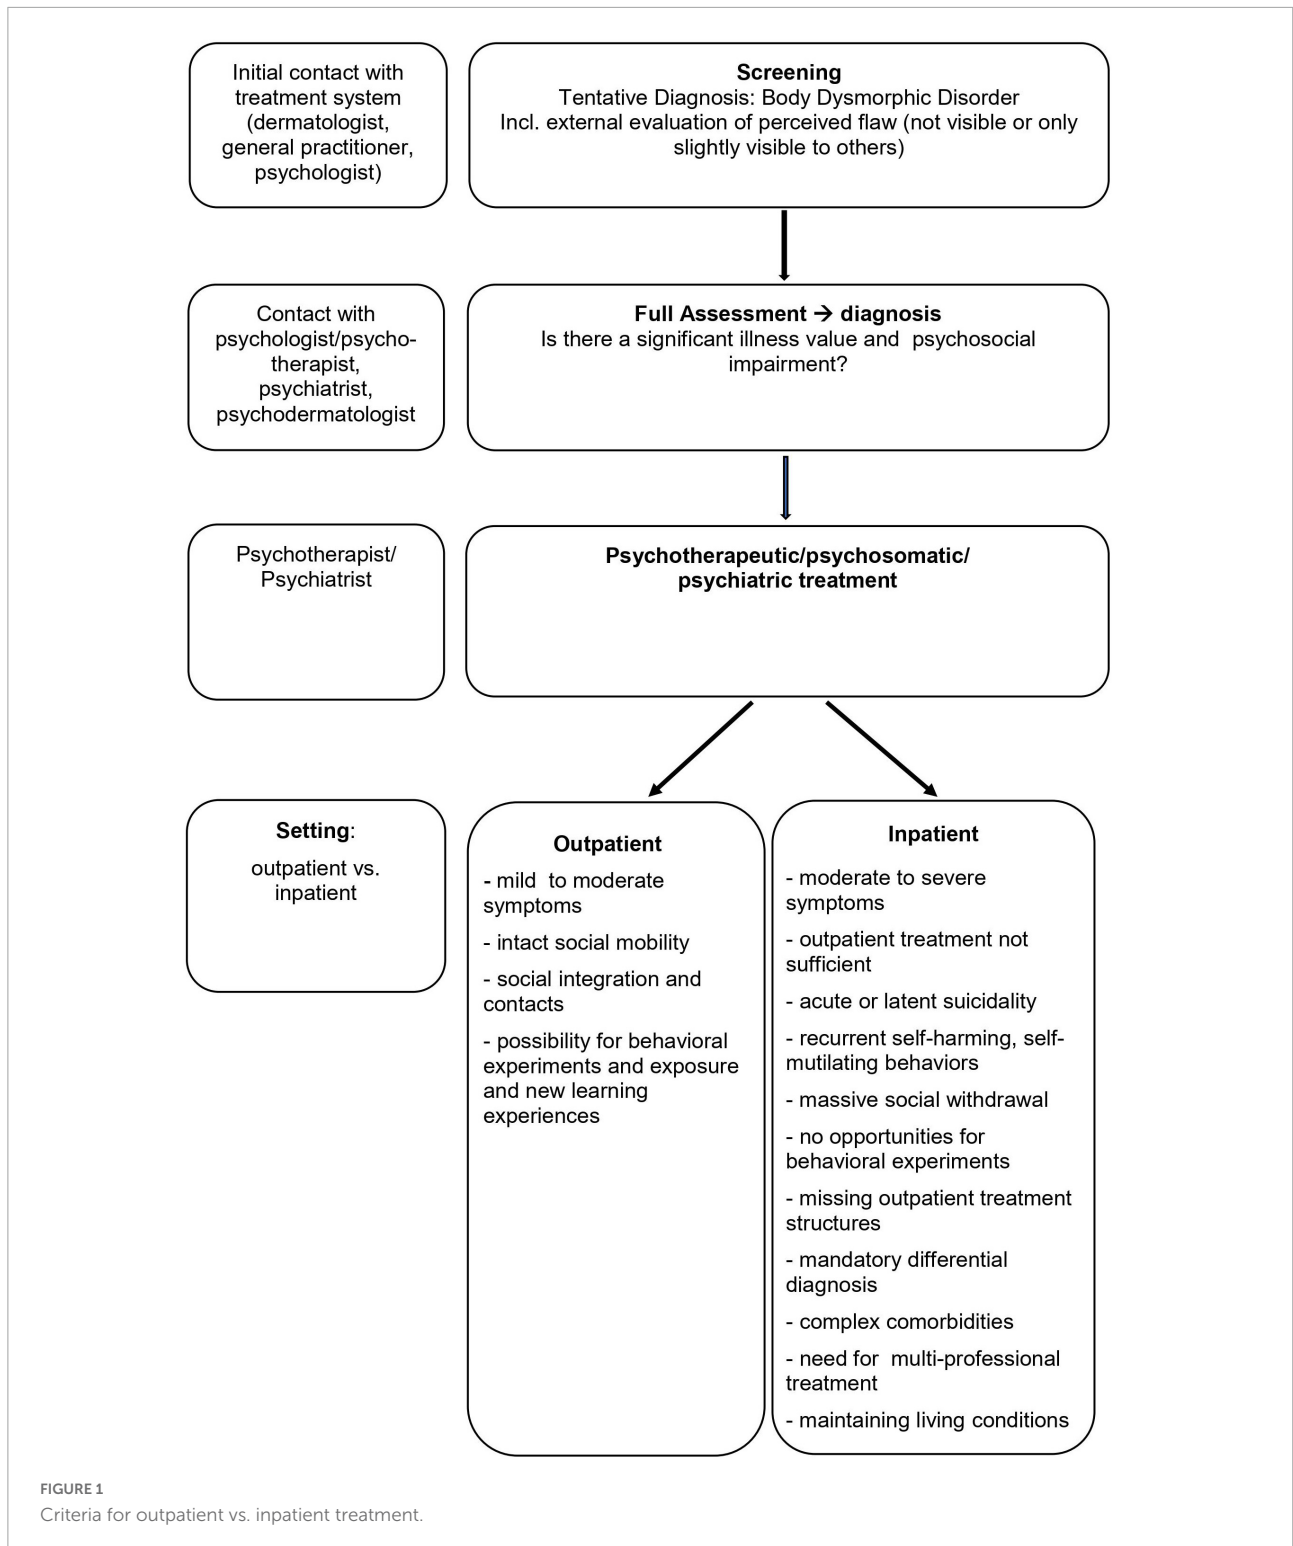 Initial contact with
treatment system
(dermatologist,
general practitioner,
psychologist)
Screening
Tentative Diagnosis: Body Dysmorphic Disorder
Incl. external evaluation of perceived flaw (not visible or only
slightly visible to others)
Contact with
psychologist/psycho-
therapist,
psychiatrist,
psychodermatologist
Full Assessment → diagnosis
Is there a significant illness value and  psychosocial
impairment?
Psychotherapist/
Psychiatrist
Psychotherapeutic/psychosomatic/
psychiatric treatment
Setting:
outpatient vs.
inpatient
Outpatient
- mild  to moderate
symptoms
- intact social mobility
- social integration and
contacts
- possibility for behavioral
experiments and exposure
and new learning
experiences
Inpatient
- moderate to severe
symptoms
- outpatient treatment not
sufficient
- acute or latent suicidality
- recurrent self-harming, self-
mutilating behaviors
- massive social withdrawal
- no opportunities for
behavioral experiments
- missing outpatient treatment
structures
- mandatory differential
diagnosis
- complex comorbidities
- need for  multi-professional
treatment
- maintaining living conditions
FIGURE 1
Criteria for outpatient vs. inpatient treatment.